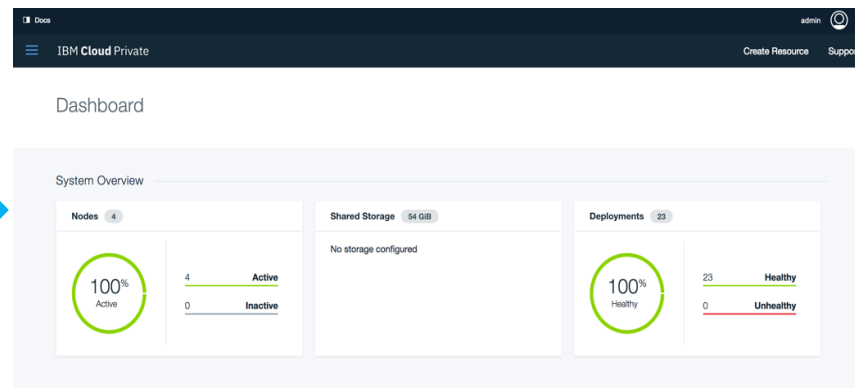 Docs admin
IBM Cloud Private Create Resource Suppor
Dashboard
System Overview
Nodes 4
100%
Active
4 Active
0 Inactive
Shared Storage 54 GiB
No storage configured
Deployments 23
100%
Healthy
23 Healthy
0 Unhealthy